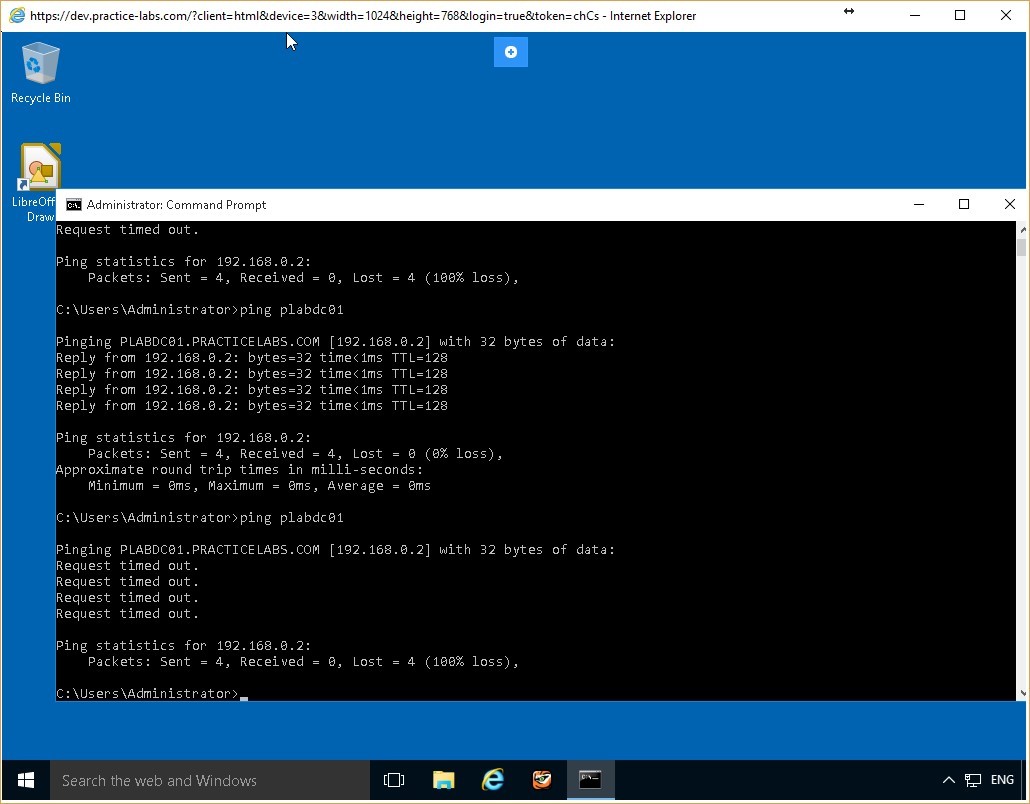 https://dev.practice-labs.com/?client=html&device=3&width=1024&height=768&login=true&token=chCs - Internet Explorer
Recycle Bin
LibreOff
Draw
Administrator: Command Prompt
Request timed out.
Ping statistics for 192.168.0.2:
Packets: Sent = 4, Received = 0, Lost = 4 (100% loss),
C:\Users\Administrator>ping plabdc01
Pinging PLABDC01.PRACTICELABS.COM [192.168.0.2] with 32 bytes of data:
Reply from 192.168.0.2: bytes=32 time<1ms TTL=128
Reply from 192.168.0.2: bytes=32 time<1ms TTL=128
Reply from 192.168.0.2: bytes=32 time<1ms TTL=128
Reply from 192.168.0.2: bytes=32 time<1ms TTL=128
Ping statistics for 192.168.0.2:
Packets: Sent = 4, Received = 4, Lost = 0 (0% loss),
Approximate round trip times in milli-seconds:
Minimum = 0ms, Maximum = 0ms, Average = 0ms
C:\Users\Administrator>ping plabdc01
Pinging PLABDC01.PRACTICELABS.COM [192.168.0.2] with 32 bytes of data:
Request timed out.
Request timed out.
Request timed out.
Request timed out.
Ping statistics for 192.168.0.2:
Packets: Sent = 4, Received = 0, Lost = 4 (100% loss),
C:\Users\Administrator>_
Search the web and Windows
ENG